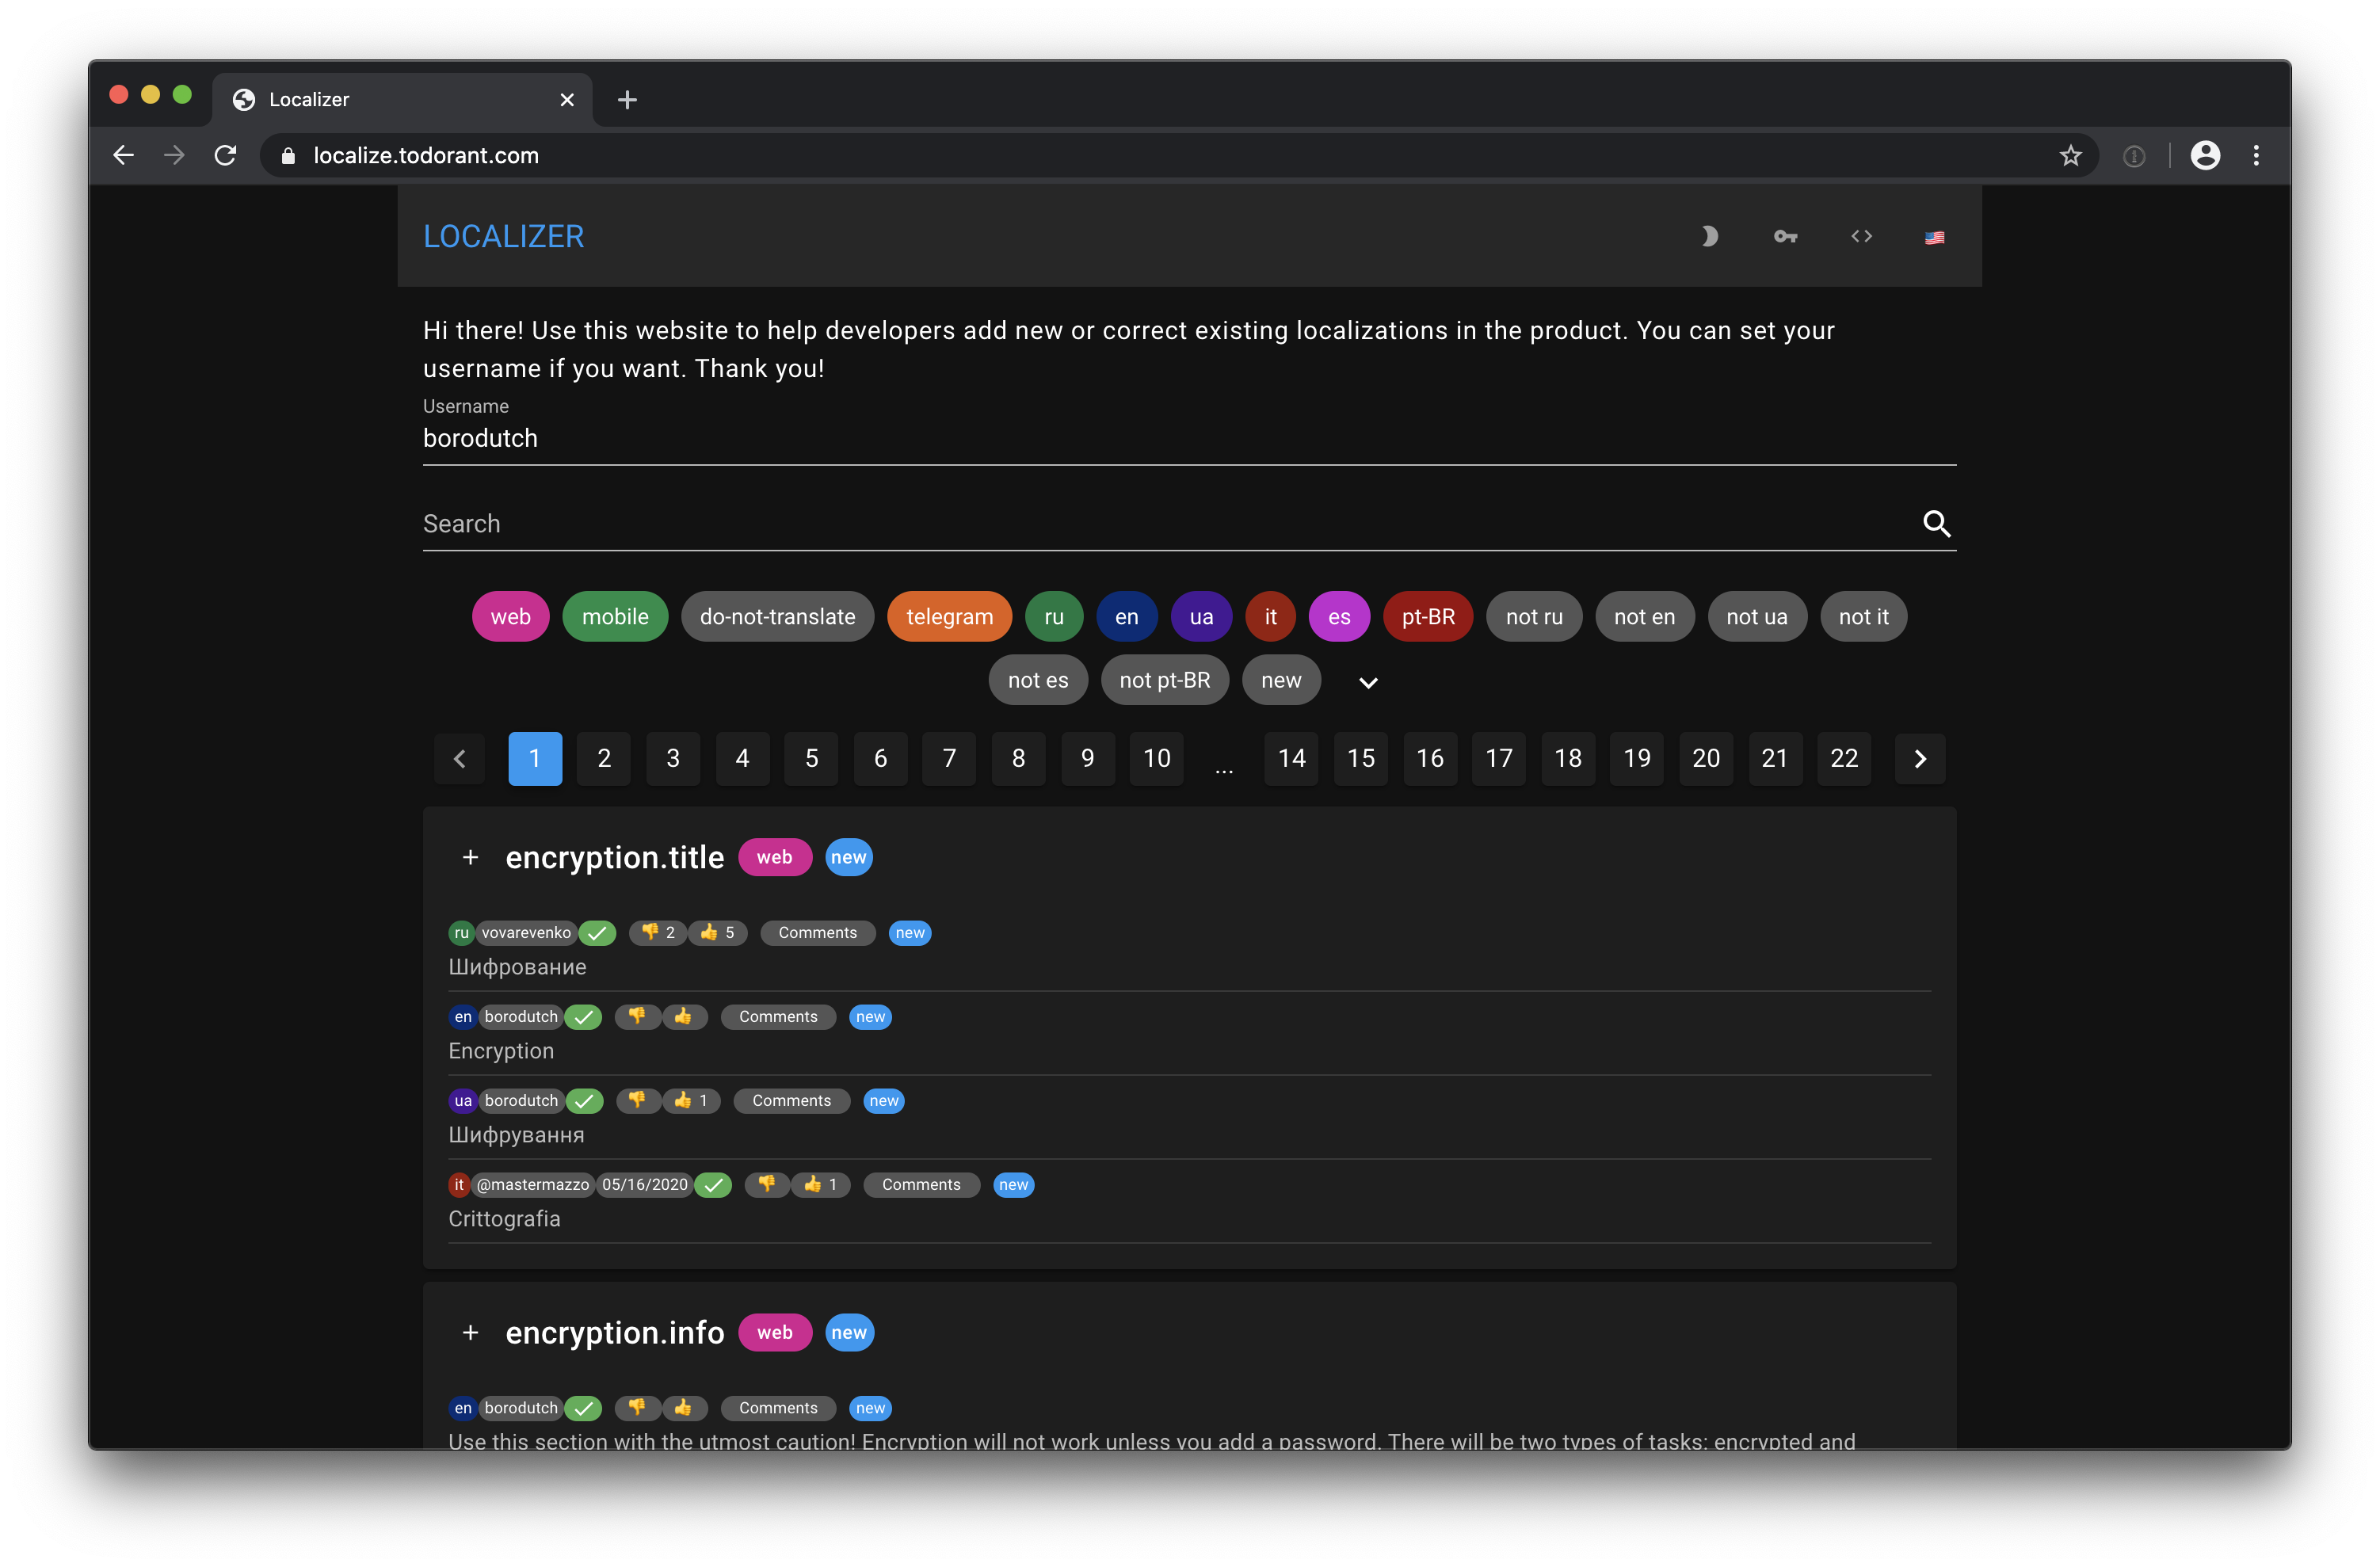 Localizer
localize.todorant.com
LOCALIZER
Hi there! Use this website to help developers add new or correct existing localizations in the product. You can set your
username if you want. Thank you!
Username
borodutch
Search
web mobile do-not-translate telegram ru en ua it es pt-BR not ru not en not ua not it
not es not pt-BR new
1 2 3 4 5 6 7 8 9 10 ... 14 15 16 17 18 19 20 21 22
+ encryption.title web new
ru vovarevenko 👎 2 👍 5 Comments new
Шифрование
en borodutch 👎 👍 Comments new
Encryption
ua borodutch 👎 👍 1 Comments new
Шифрування
it @mastermazzo 05/16/2020 👎 👍 1 Comments new
Crittografia
+ encryption.info web new
en borodutch 👎 👍 Comments new
Use this section with the utmost caution! Encryption will not work unless you add a password. There will be two types of tasks: encrypted and